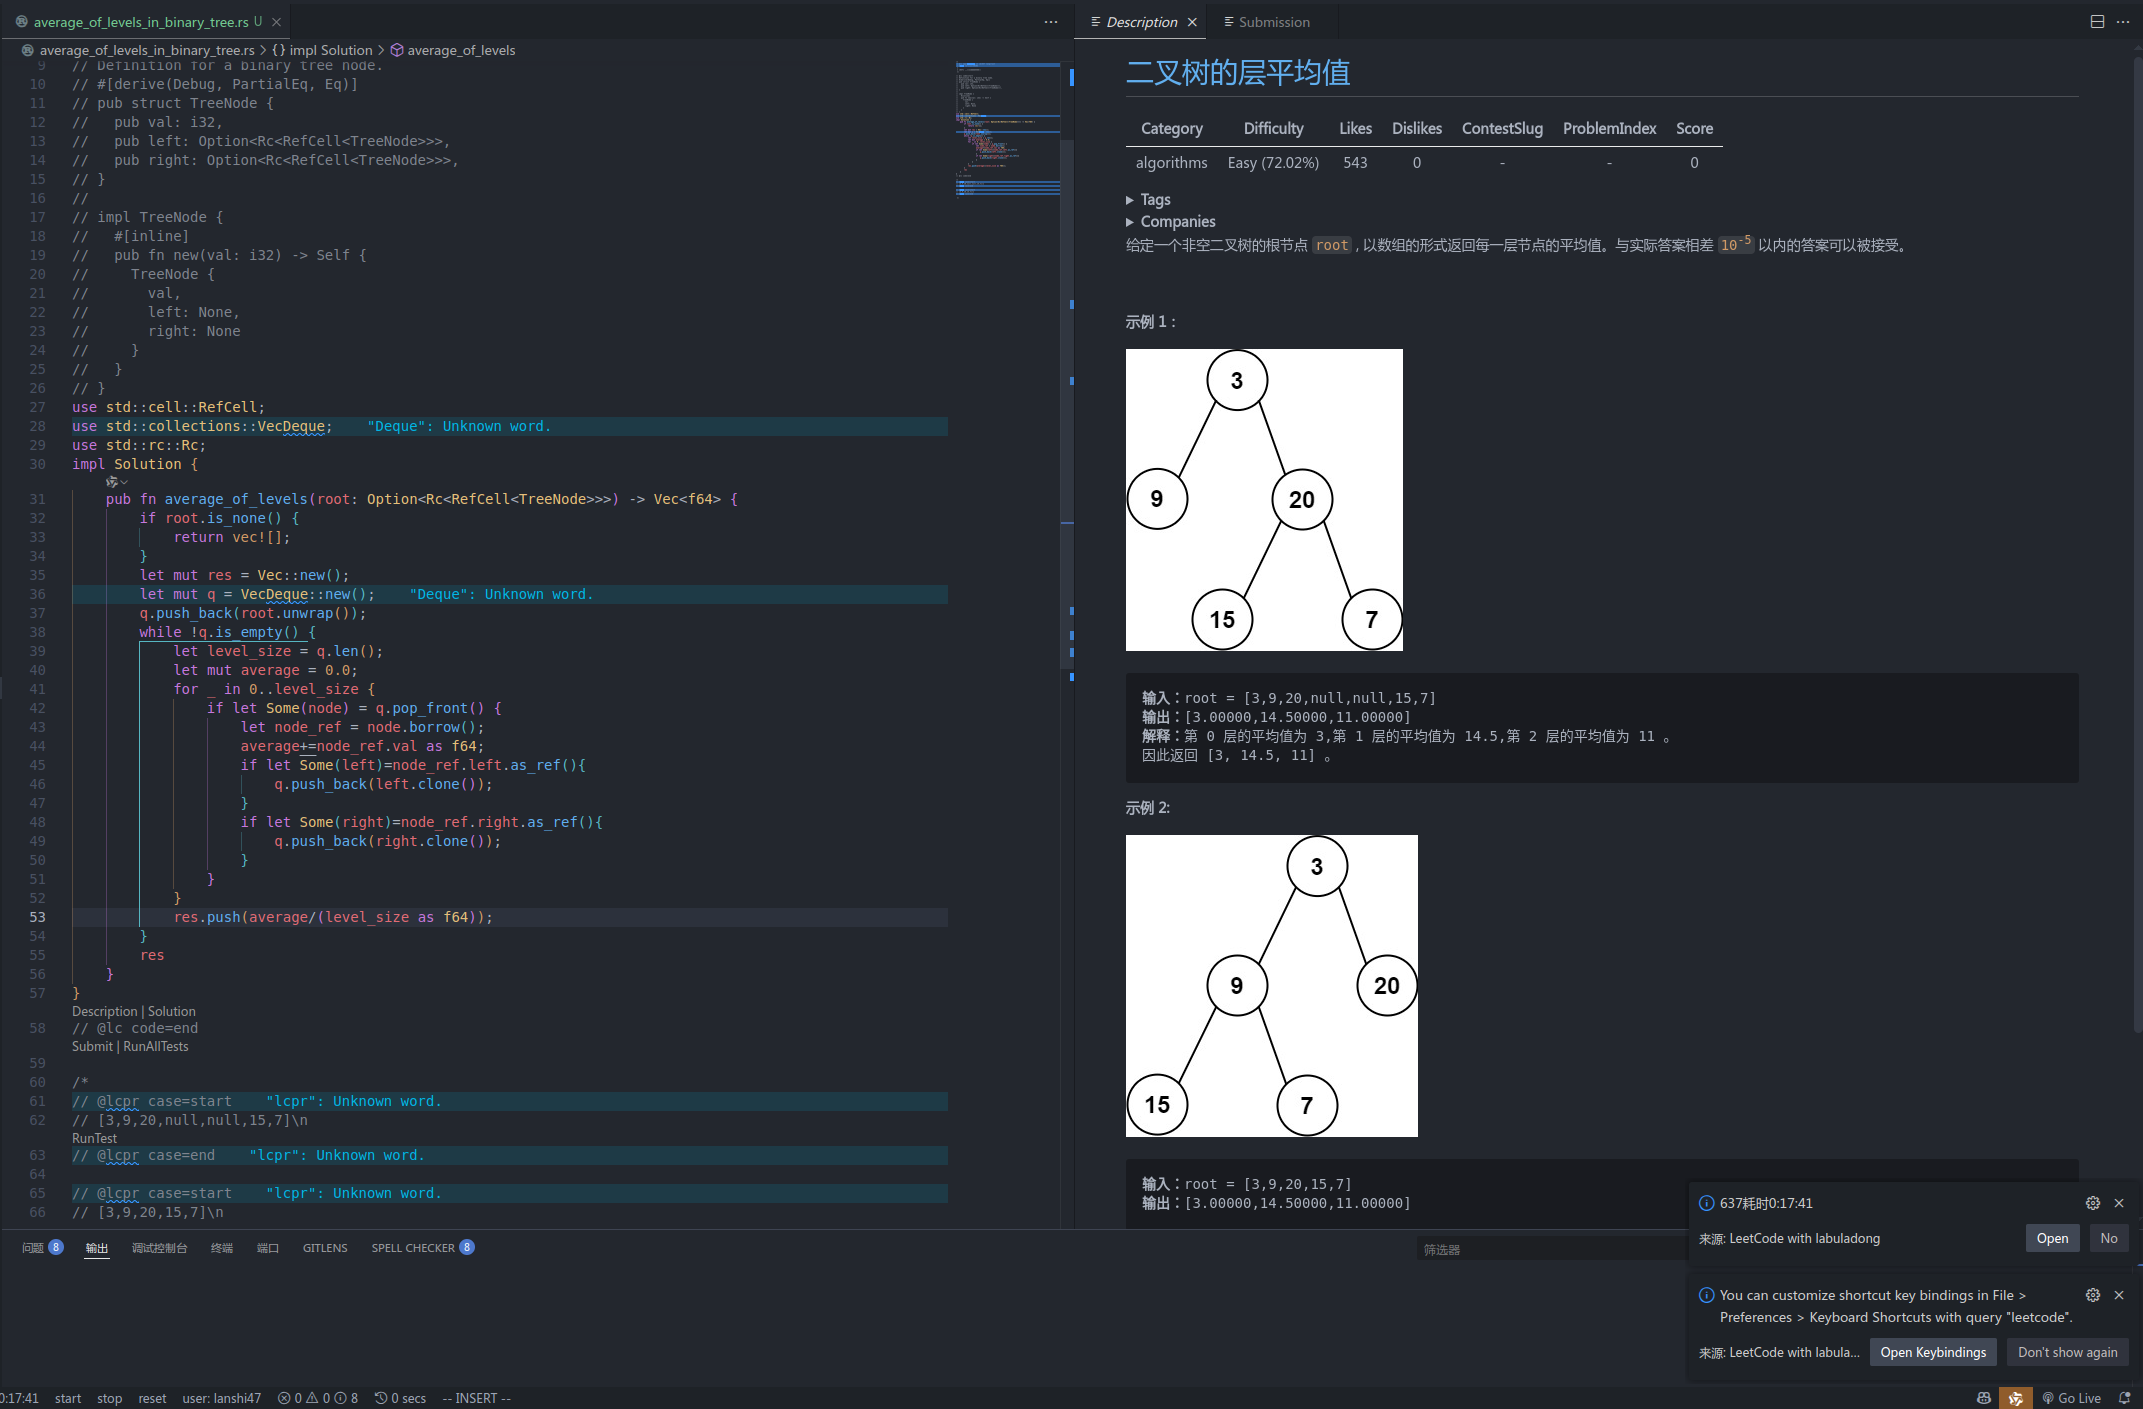 average_of_levels_in_binary_tree.rs U
average_of_levels_in_binary_tree.rs > {} impl Solution > average_of_levels
9 // Definition for a binary tree node.
10 // #[derive(Debug, PartialEq, Eq)]
11 // pub struct TreeNode {
12 //   pub val: i32,
13 //   pub left: Option<Rc<RefCell<TreeNode>>>,
14 //   pub right: Option<Rc<RefCell<TreeNode>>>,
15 // }
16 //
17 // impl TreeNode {
18 //   #[inline]
19 //   pub fn new(val: i32) -> Self {
20 //     TreeNode {
21 //       val,
22 //       left: None,
23 //       right: None
24 //     }
25 //   }
26 // }
27 use std::cell::RefCell;
28 use std::collections::VecDeque;    "Deque": Unknown word.
29 use std::rc::Rc;
30 impl Solution {
31     pub fn average_of_levels(root: Option<Rc<RefCell<TreeNode>>>) -> Vec<f64> {
32         if root.is_none() {
33             return vec![];
34         }
35         let mut res = Vec::new();
36         let mut q = VecDeque::new();    "Deque": Unknown word.
37         q.push_back(root.unwrap());
38         while !q.is_empty() {
39             let level_size = q.len();
40             let mut average = 0.0;
41             for _ in 0..level_size {
42                 if let Some(node) = q.pop_front() {
43                     let node_ref = node.borrow();
44                     average+=node_ref.val as f64;
45                     if let Some(left)=node_ref.left.as_ref(){
46                         q.push_back(left.clone());
47                     }
48                     if let Some(right)=node_ref.right.as_ref(){
49                         q.push_back(right.clone());
50                     }
51                 }
52             }
53             res.push(average/(level_size as f64));
54         }
55         res
56     }
57 }
Description | Solution
58 // @lc code=end
Submit | RunAllTests
59
60 /*
61 // @lcpr case=start    "lcpr": Unknown word.
62 // [3,9,20,null,null,15,7]\n
RunTest
63 // @lcpr case=end    "lcpr": Unknown word.
64
65 // @lcpr case=start    "lcpr": Unknown word.
66 // [3,9,20,15,7]\n
Description
Submission
二叉树的层平均值
Category Difficulty Likes Dislikes ContestSlug ProblemIndex Score
algorithms Easy (72.02%) 543 0 - - 0
▶ Tags
▶ Companies
给定一个非空二叉树的根节点 root , 以数组的形式返回每一层节点的平均值。与实际答案相差 10-5 以内的答案可以被接受。
示例 1：
3
9 20
15 7
输入：root = [3,9,20,null,null,15,7]
输出：[3.00000,14.50000,11.00000]
解释：第 0 层的平均值为 3,第 1 层的平均值为 14.5,第 2 层的平均值为 11 。
因此返回 [3, 14.5, 11] 。
示例 2:
3
9 20
15 7
输入：root = [3,9,20,15,7]
输出：[3.00000,14.50000,11.00000]
问题 8 输出 调试控制台 终端 端口 GITLENS SPELL CHECKER 8
筛选器
637耗时0:17:41
来源: LeetCode with labuladong Open No
You can customize shortcut key bindings in File >
Preferences > Keyboard Shortcuts with query "leetcode".
来源: LeetCode with labula... Open Keybindings Don't show again
0:17:41 start stop reset user: lanshi47 0 0 8 0 secs -- INSERT -- Go Live